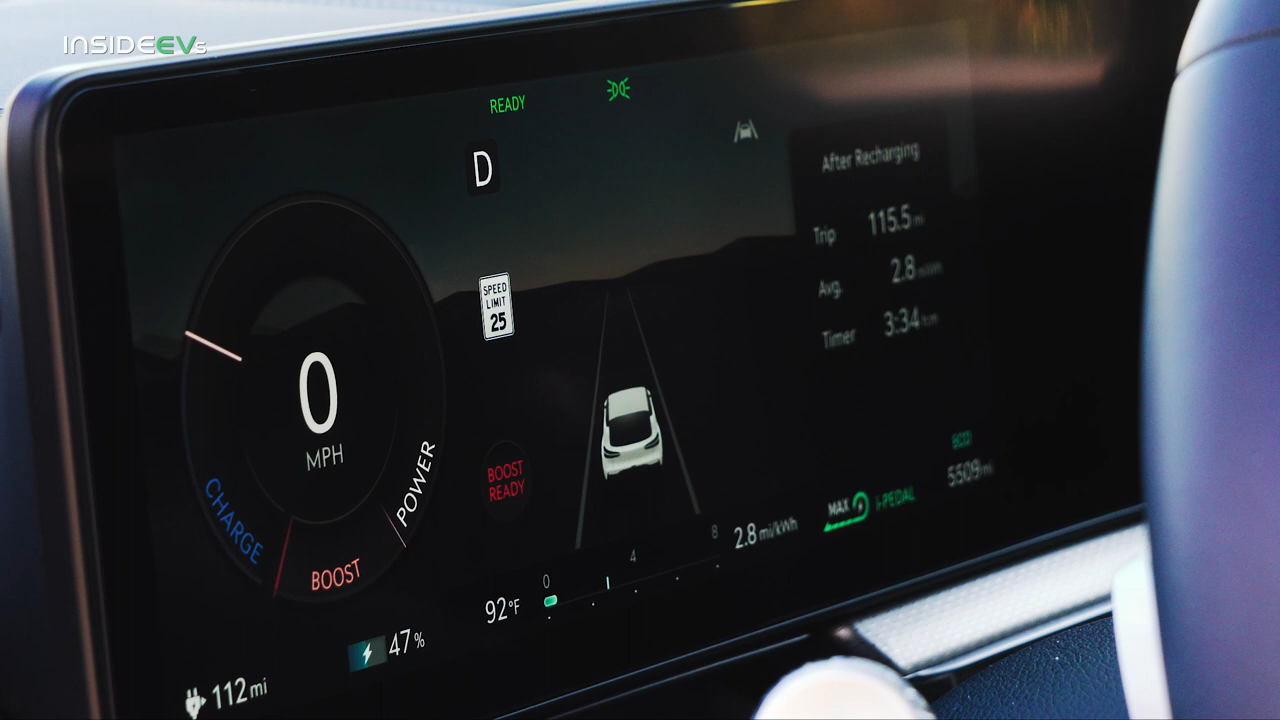 INSIDEEVs
READY
D
After Recharging
Trip 115.5 mi
Avg. 2.8
Timer 3:34
SPEED
LIMIT
25
0
MPH
CHARGE
BOOST
POWER
BOOST
READY
ECO
5509 mi
MAX i-PEDAL
0 4 8
2.8 mi/kWh
92°F
47%
112 mi